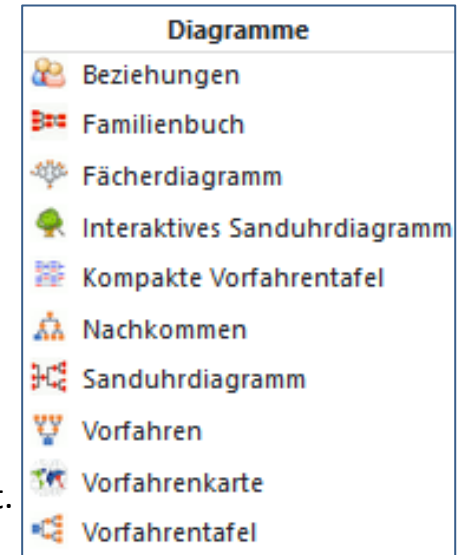 Diagramme
Beziehungen
Familienbuch
Fächerdiagramm
Interaktives Sanduhrdiagramm
Kompakte Vorfahrentafel
Nachkommen
Sanduhrdiagramm
Vorfahren
Vorfahrenkarte
Vorfahrentafel